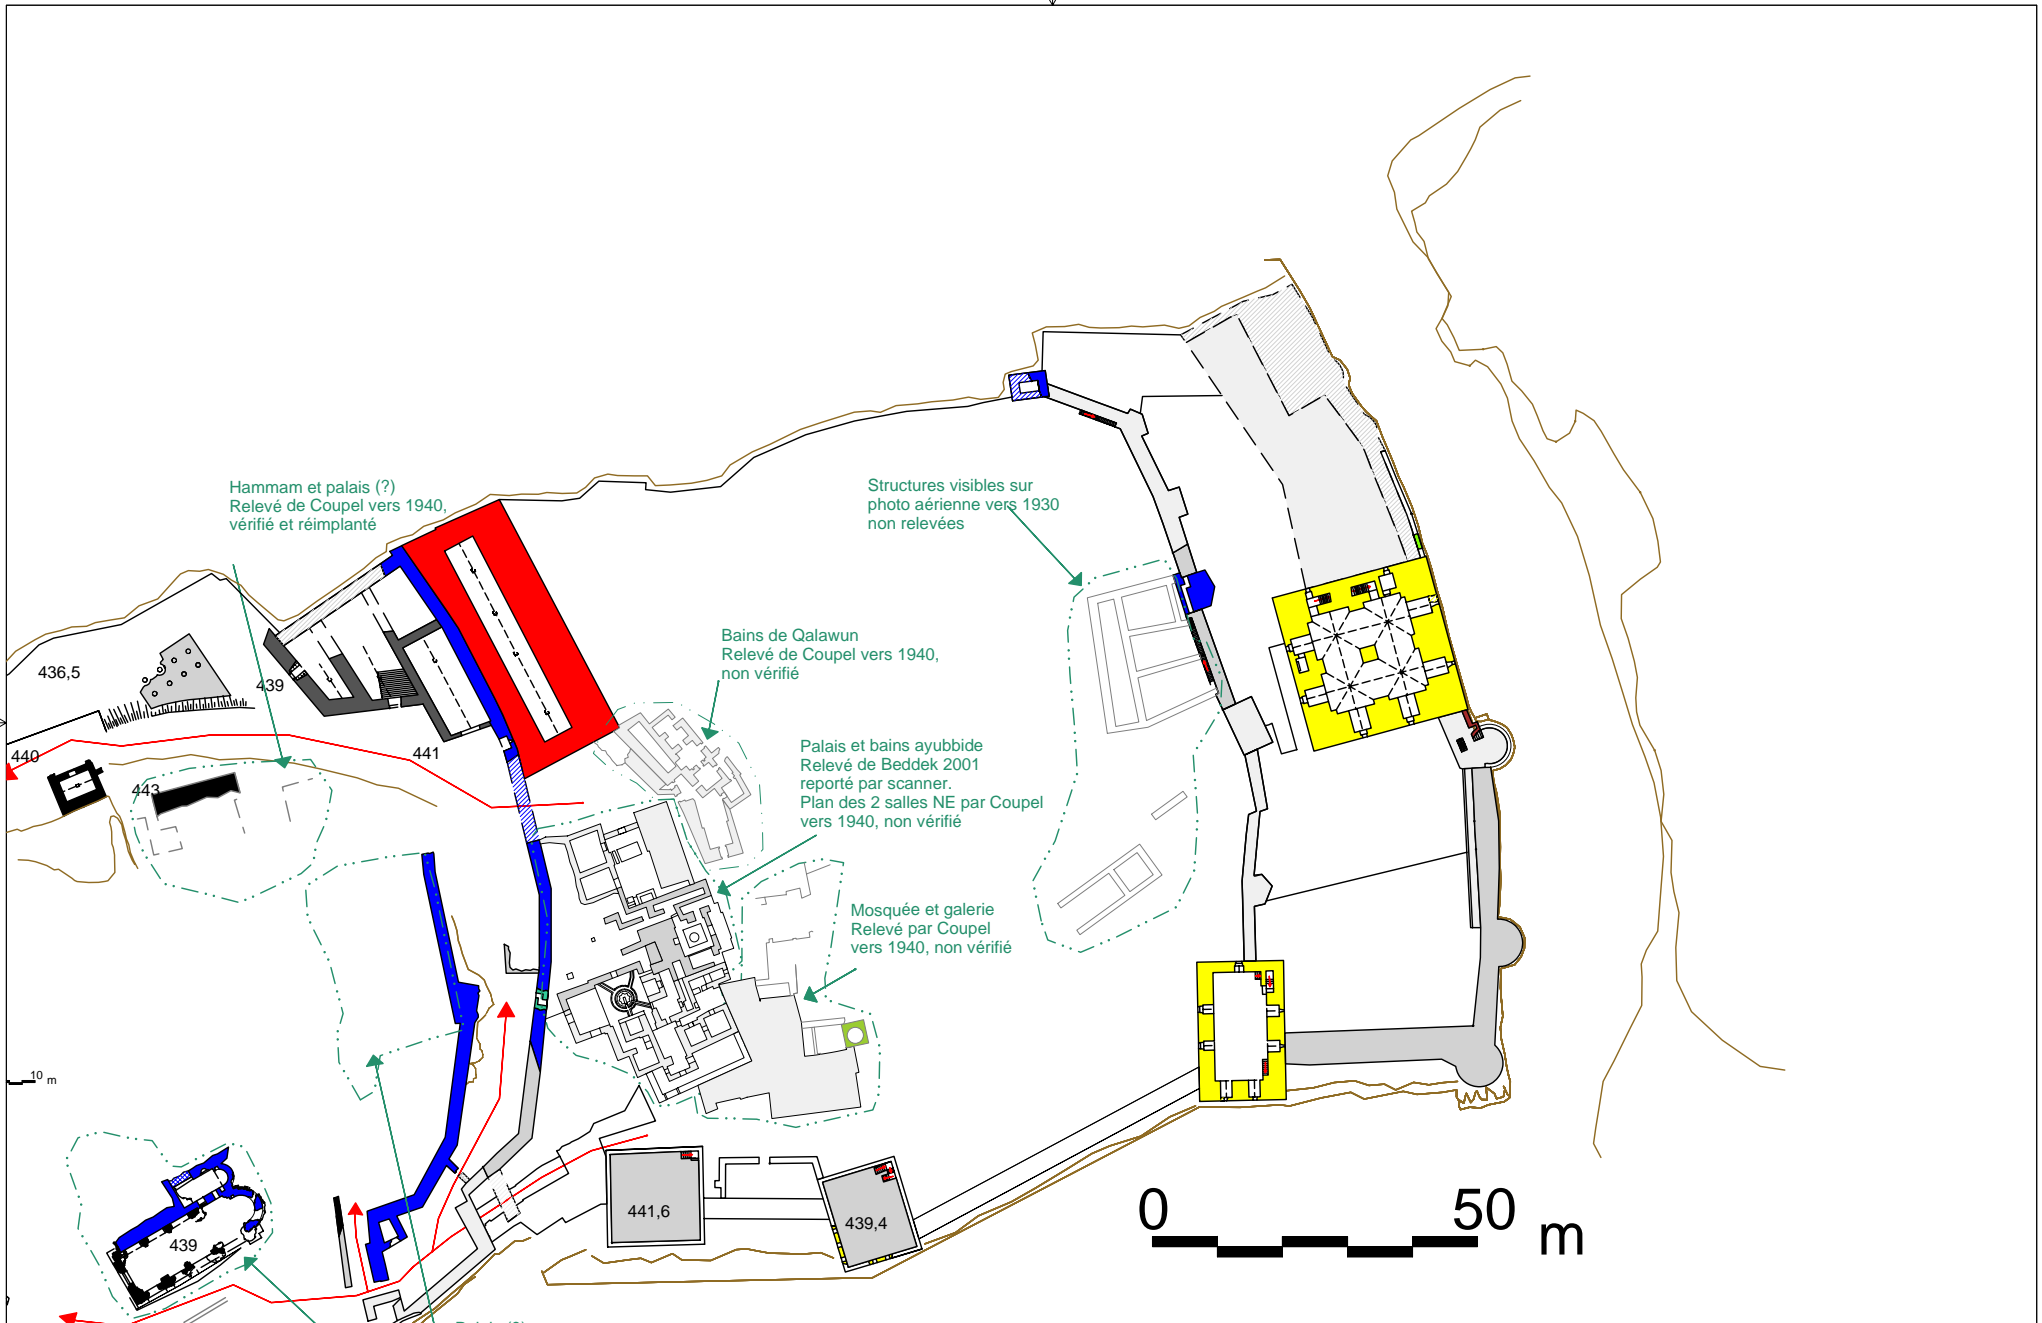 Hammam et palais (?)
Relevé de Coupel vers 1940,
vérifié et réimplanté
Structures visibles sur
photo aérienne vers 1930
non relevées
Bains de Qalawun
Relevé de Coupel vers 1940,
non vérifié
436,5
439
440
441
443
Palais et bains ayubbide
Relevé de Beddek 2001
reporté par scanner.
Plan des 2 salles NE par Coupel
vers 1940, non vérifié
Mosquée et galerie
Relevé par Coupel
vers 1940, non vérifié
10 m
441,6
439,4
439
0 50 m